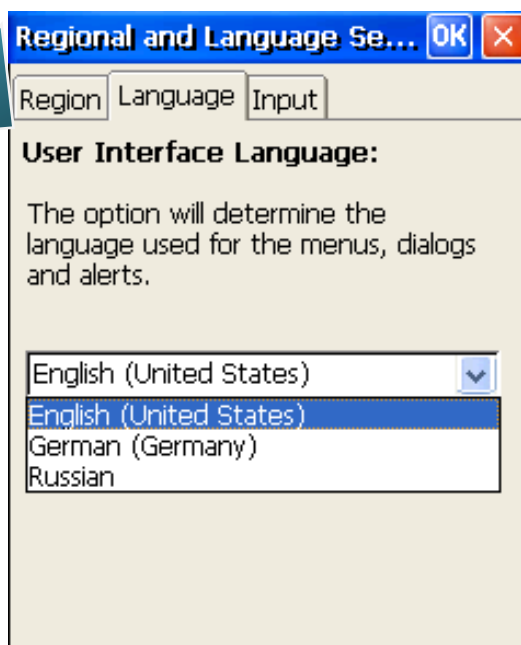 Regional and Language Se... OK
Region Language Input
User Interface Language:
The option will determine the
language used for the menus, dialogs
and alerts.
English (United States)
English (United States)
German (Germany)
Russian